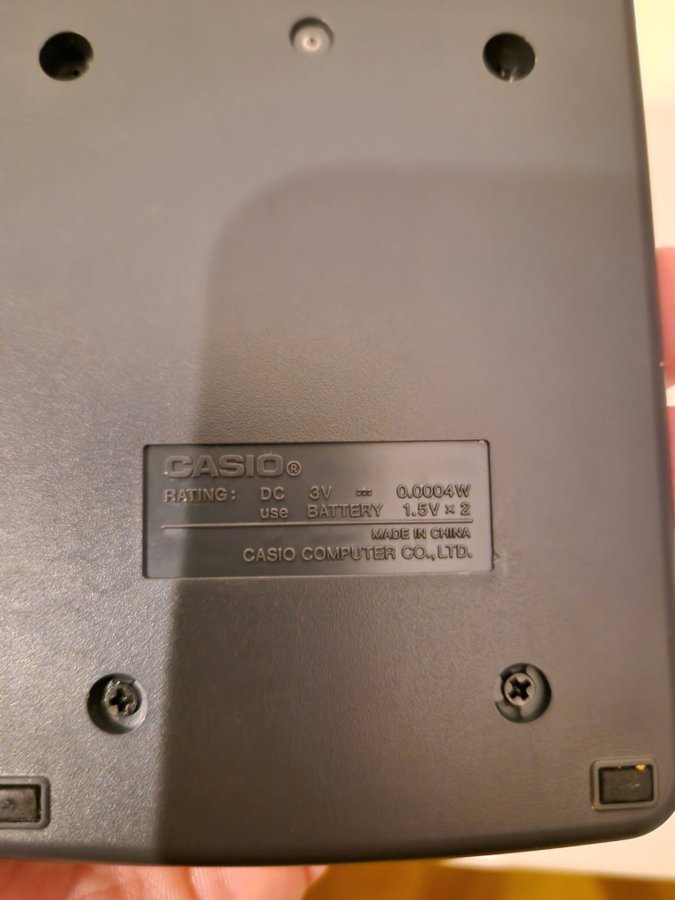 CASIO®
RATING: DC 3V ⎓ 0.0004W
use BATTERY 1.5V × 2
MADE IN CHINA
CASIO COMPUTER CO.,LTD.